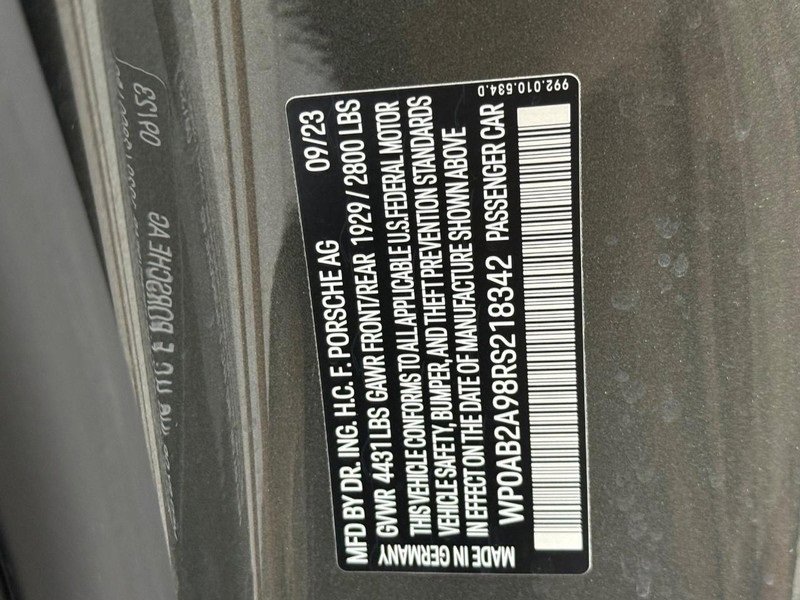 MFD BY DR. ING. H.C. F. PORSCHE AG 09/23
GVWR 4431 LBS GAWR FRONT/REAR 1929 / 2800 LBS
THIS VEHICLE CONFORMS TO ALL APPLICABLE U.S.FEDERAL MOTOR
VEHICLE SAFETY, BUMPER, AND THEFT PREVENTION STANDARDS
IN EFFECT ON THE DATE OF MANUFACTURE SHOWN ABOVE
MADE IN GERMANY
WP0AB2A98RS218342 PASSENGER CAR
992.010.534.D